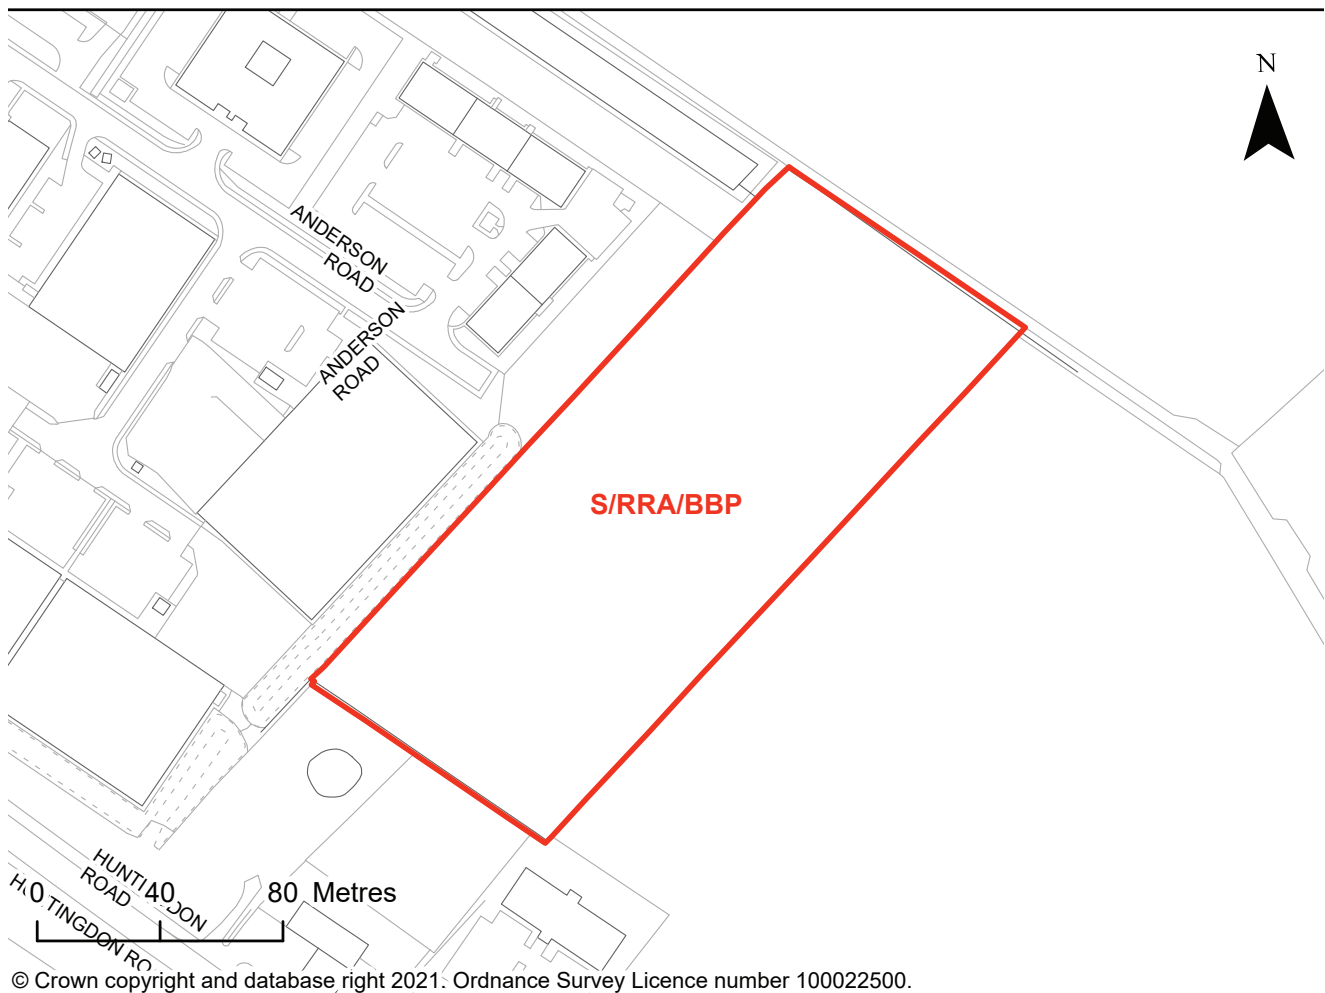 N
ANDERSON
ROAD
ANDERSON
ROAD
S/RRA/BBP
ROAD
0 40 80 Metres
© Crown copyright and database right 2021. Ordnance Survey Licence number 100022500.